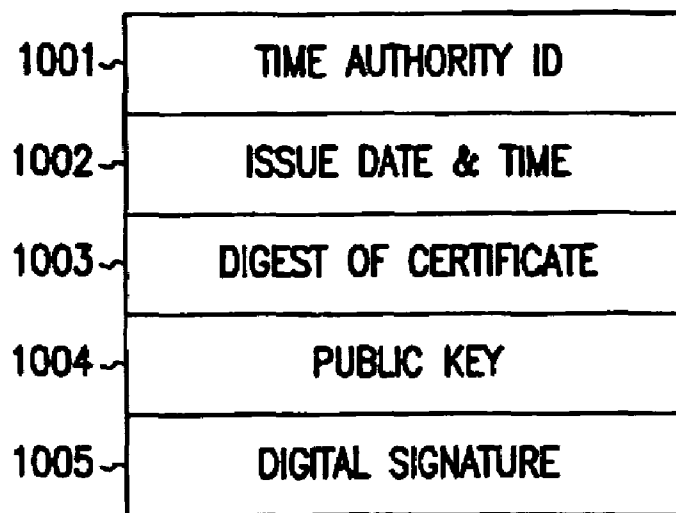 1001 TIME AUTHORITY ID
1002 ISSUE DATE & TIME
1003 DIGEST OF CERTIFICATE
1004 PUBLIC KEY
1005 DIGITAL SIGNATURE